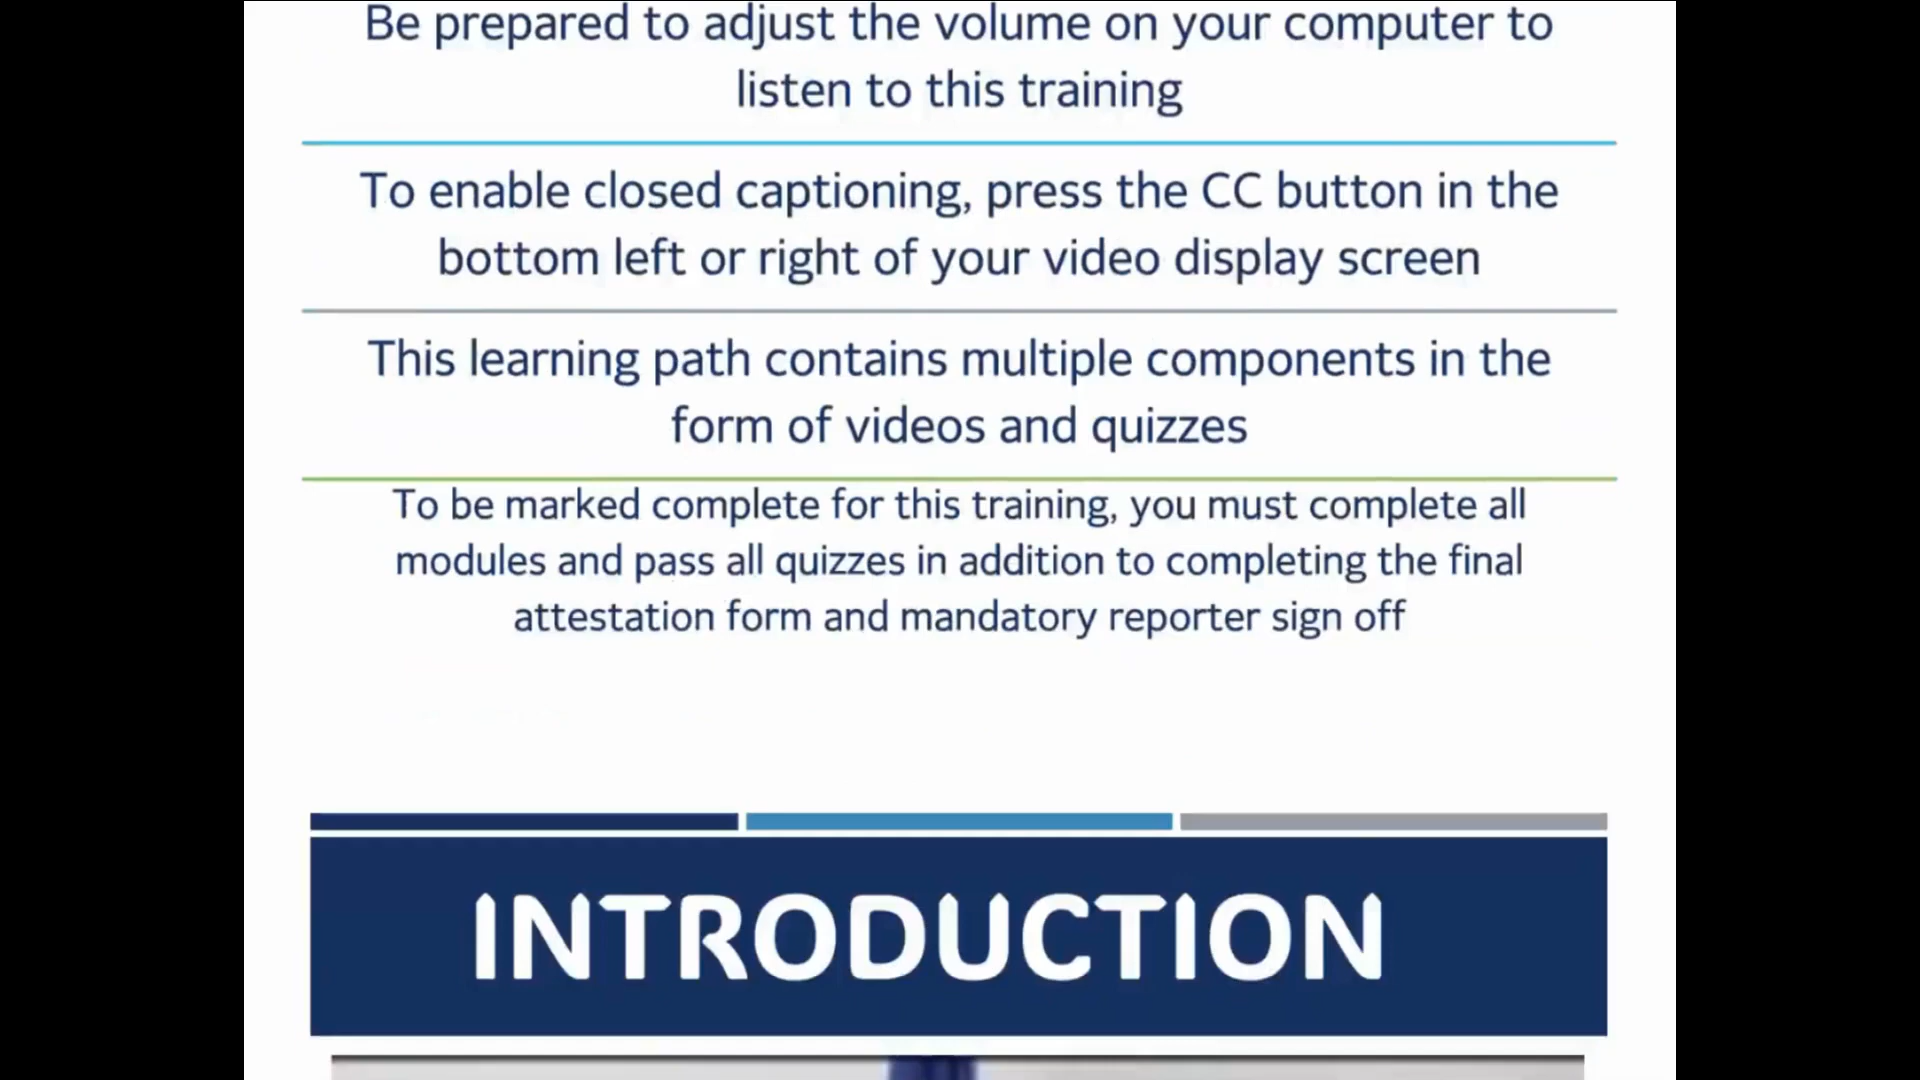 Be prepared to adjust the volume on your computer to
listen to this training
To enable closed captioning, press the CC button in the
bottom left or right of your video display screen
This learning path contains multiple components in the
form of videos and quizzes
To be marked complete for this training, you must complete all
modules and pass all quizzes in addition to completing the final
attestation form and mandatory reporter sign off
INTRODUCTION